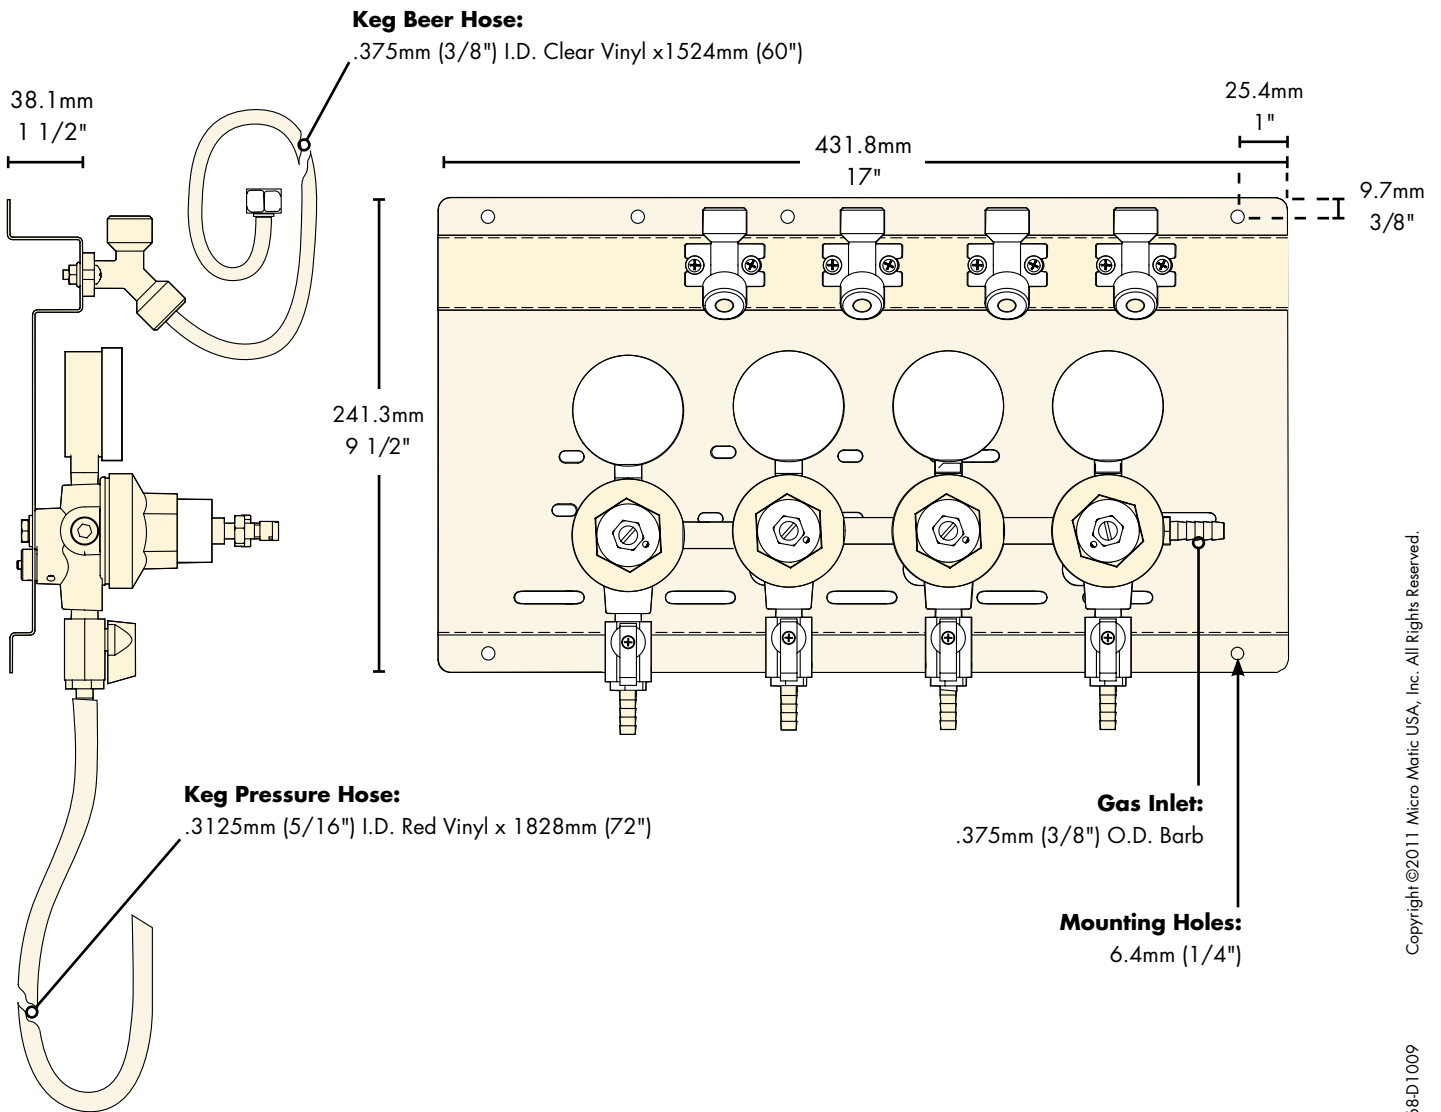 Keg Beer Hose:
.375mm (3/8") I.D. Clear Vinyl x1524mm (60")
38.1mm
1 1/2"
25.4mm
1"
431.8mm
17"
9.7mm
3/8"
241.3mm
9 1/2"
Keg Pressure Hose:
.3125mm (5/16") I.D. Red Vinyl x 1828mm (72")
Gas Inlet:
.375mm (3/8") O.D. Barb
Mounting Holes:
6.4mm (1/4")
Copyright ©2011 Micro Matic USA, Inc. All Rights Reserved.